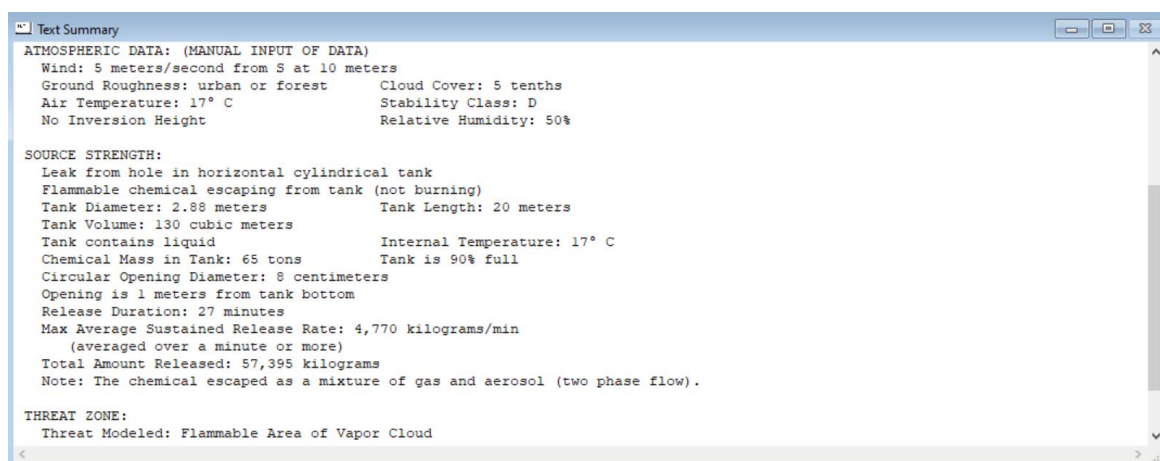 Text Summary
ATMOSPHERIC DATA: (MANUAL INPUT OF DATA)
Wind: 5 meters/second from S at 10 meters
Ground Roughness: urban or forest Cloud Cover: 5 tenths
Air Temperature: 17° C Stability Class: D
No Inversion Height Relative Humidity: 50%
SOURCE STRENGTH:
Leak from hole in horizontal cylindrical tank
Flammable chemical escaping from tank (not burning)
Tank Diameter: 2.88 meters Tank Length: 20 meters
Tank Volume: 130 cubic meters
Tank contains liquid Internal Temperature: 17° C
Chemical Mass in Tank: 65 tons Tank is 90% full
Circular Opening Diameter: 8 centimeters
Opening is 1 meters from tank bottom
Release Duration: 27 minutes
Max Average Sustained Release Rate: 4,770 kilograms/min
(averaged over a minute or more)
Total Amount Released: 57,395 kilograms
Note: The chemical escaped as a mixture of gas and aerosol (two phase flow).
THREAT ZONE:
Threat Modeled: Flammable Area of Vapor Cloud